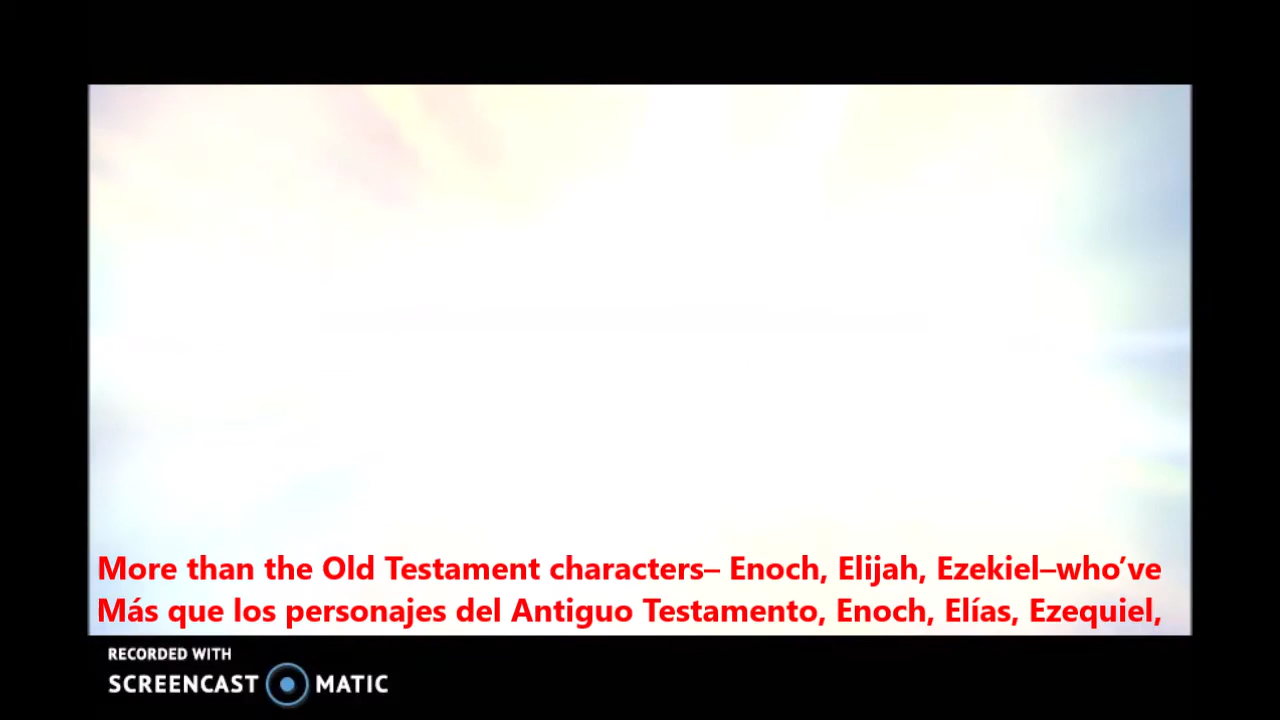 More than the Old Testament characters– Enoch, Elijah, Ezekiel–who’ve
Más que los personajes del Antiguo Testamento, Enoch, Elías, Ezequiel,
RECORDED WITH
SCREENCAST MATIC